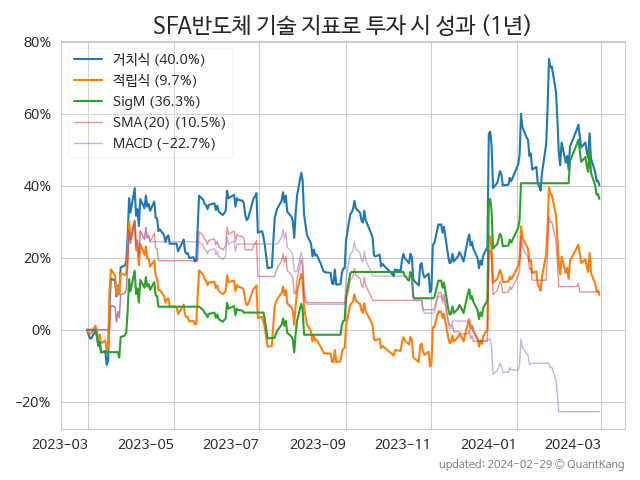 SFA반도체 기술 지표로 투자 시 성과 (1년)
80%
60%
40%
20%
0%
−20%
거치식 (40.0%)
적립식 (9.7%)
SigM (36.3%)
SMA(20) (10.5%)
MACD (−22.7%)
2023−03
2023−05
2023−07
2023−09
2023−11
2024−01
2024−03
updated: 2024−02−29 ⓒ QuantKang